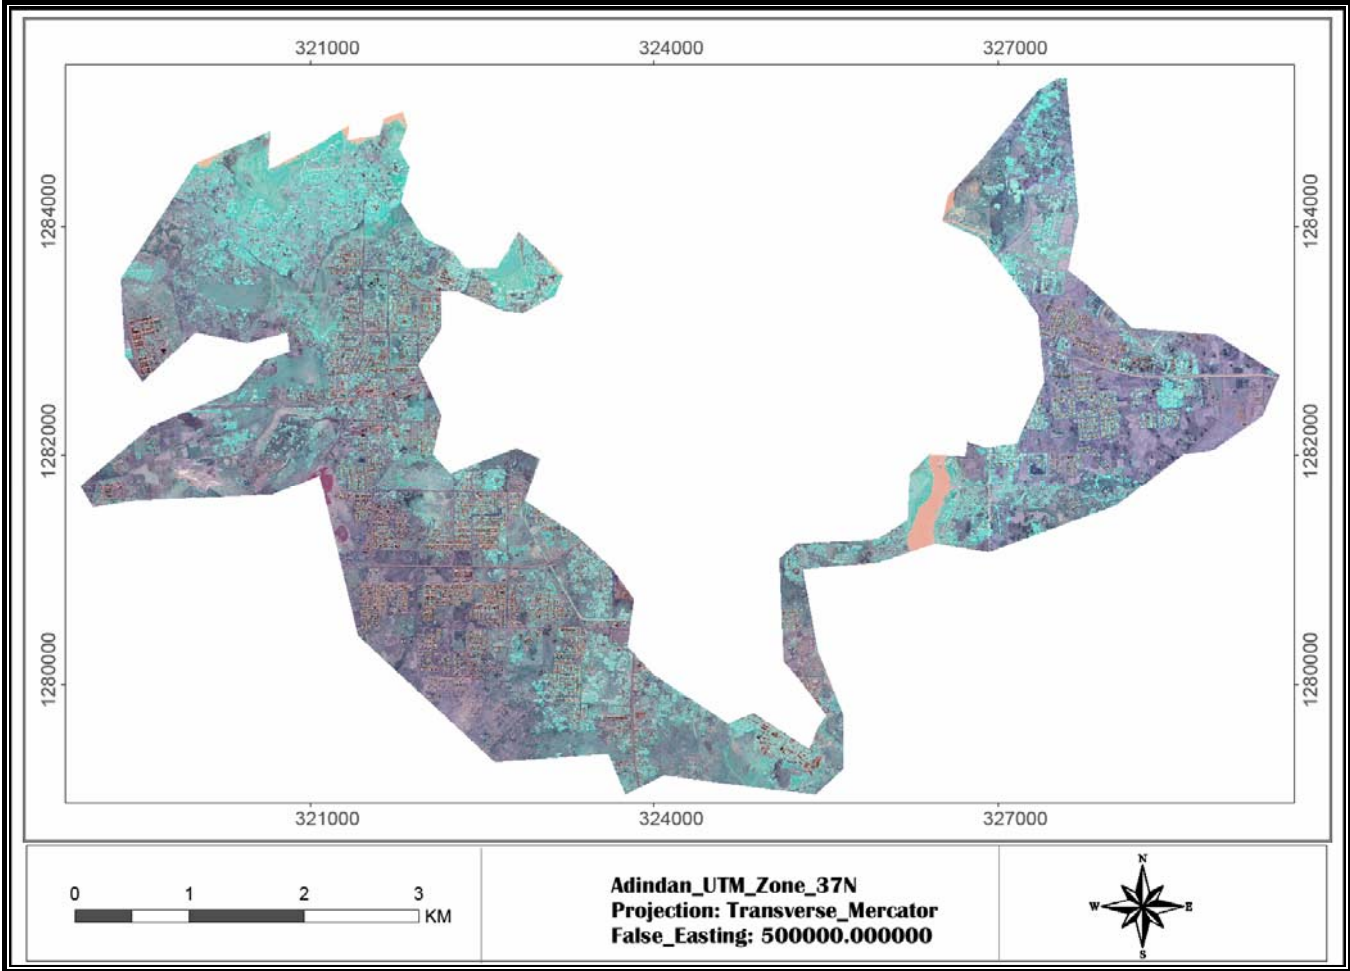 321000 324000 327000
1284000 1284000
1282000 1282000
1280000 1280000
321000 324000 327000
0 1 2 3
KM
Adindan_UTM_Zone_37N
Projection: Transverse_Mercator
False_Easting: 500000.000000
N
W E
S